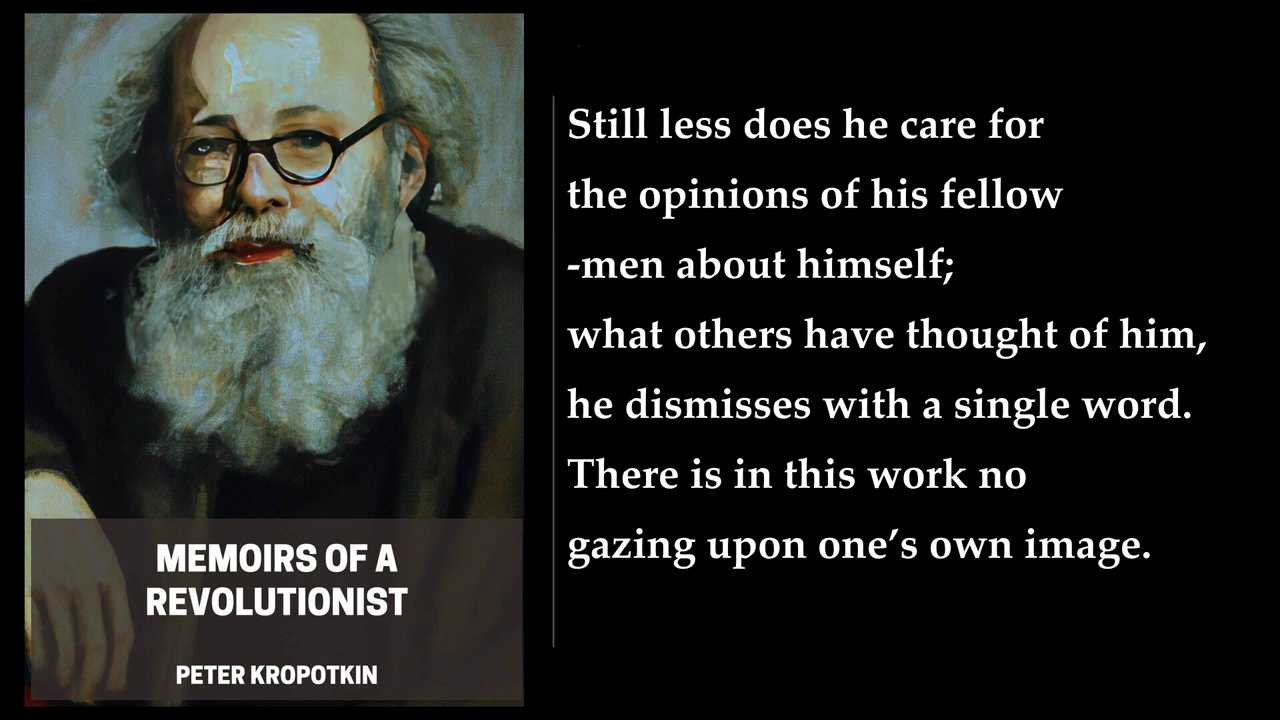 Still less does he care for
the opinions of his fellow
-men about himself;
what others have thought of him,
he dismisses with a single word.
There is in this work no
gazing upon one’s own image.
MEMOIRS OF A
REVOLUTIONIST
PETER KROPOTKIN